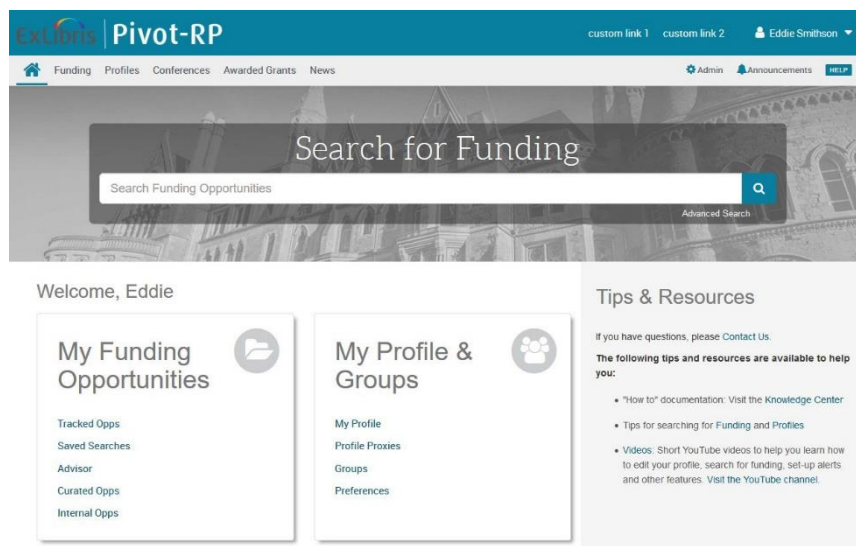 ExLibris Pivot-RP
custom link 1 custom link 2 Eddie Smithson
Funding Profiles Conferences Awarded Grants News
Admin Announcements HELP
Search for Funding
Search Funding Opportunities
Advanced Search
Welcome, Eddie
My Funding
Opportunities
Tracked Opps
Saved Searches
Advisor
Curated Opps
Internal Opps
My Profile &
Groups
My Profile
Profile Proxies
Groups
Preferences
Tips & Resources
If you have questions, please Contact Us.
The following tips and resources are available to help
you:
• "How to" documentation: Visit the Knowledge Center
• Tips for searching for Funding and Profiles
• Videos: Short YouTube videos to help you learn how
to edit your profile, search for funding, set-up alerts
and other features. Visit the YouTube channel.